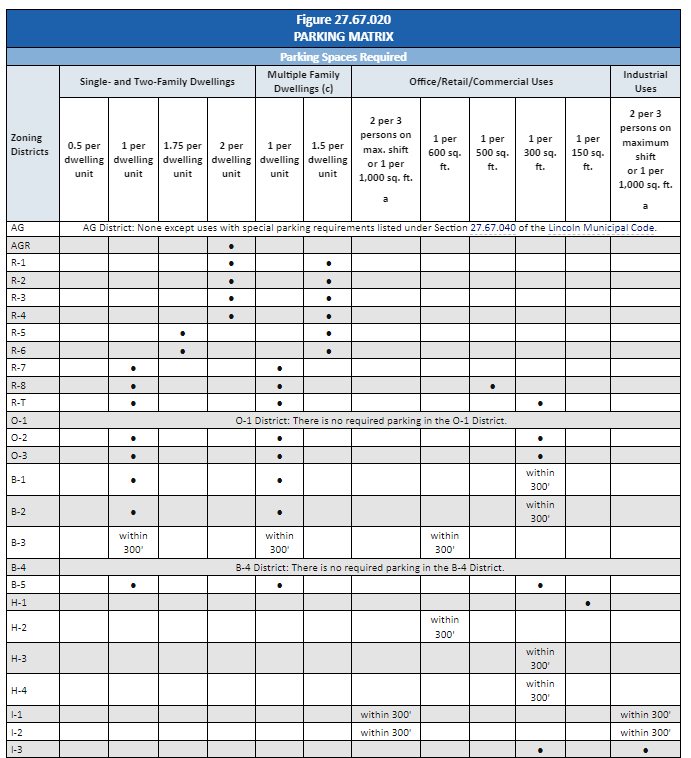 Figure 27.67.020
PARKING MATRIX
Parking Spaces Required
Zoning Districts
Single- and Two-Family Dwellings
Multiple Family Dwellings (c)
Office/Retail/Commercial Uses
Industrial Uses
0.5 per dwelling unit
1 per dwelling unit
1.75 per dwelling unit
2 per dwelling unit
1 per dwelling unit
1.5 per dwelling unit
2 per 3 persons on max. shift or 1 per 1,000 sq. ft.
a
1 per 600 sq. ft.
1 per 500 sq. ft.
1 per 300 sq. ft.
1 per 150 sq. ft.
2 per 3 persons on maximum shift or 1 per 1,000 sq. ft.
a
AG AG District: None except uses with special parking requirements listed under Section 27.67.040 of the Lincoln Municipal Code.
AGR •
R-1 • •
R-2 • •
R-3 • •
R-4 • •
R-5 • •
R-6 • •
R-7 • •
R-8 • • •
R-T • • •
O-1 O-1 District: There is no required parking in the O-1 District.
O-2 • • •
O-3 • • •
B-1 • • within 300'
B-2 • • within 300'
B-3 within 300' within 300' within 300'
B-4 B-4 District: There is no required parking in the B-4 District.
B-5 • • •
H-1 •
H-2 within 300'
H-3 within 300'
H-4 within 300'
I-1 within 300' within 300'
I-2 within 300' within 300'
I-3 • •